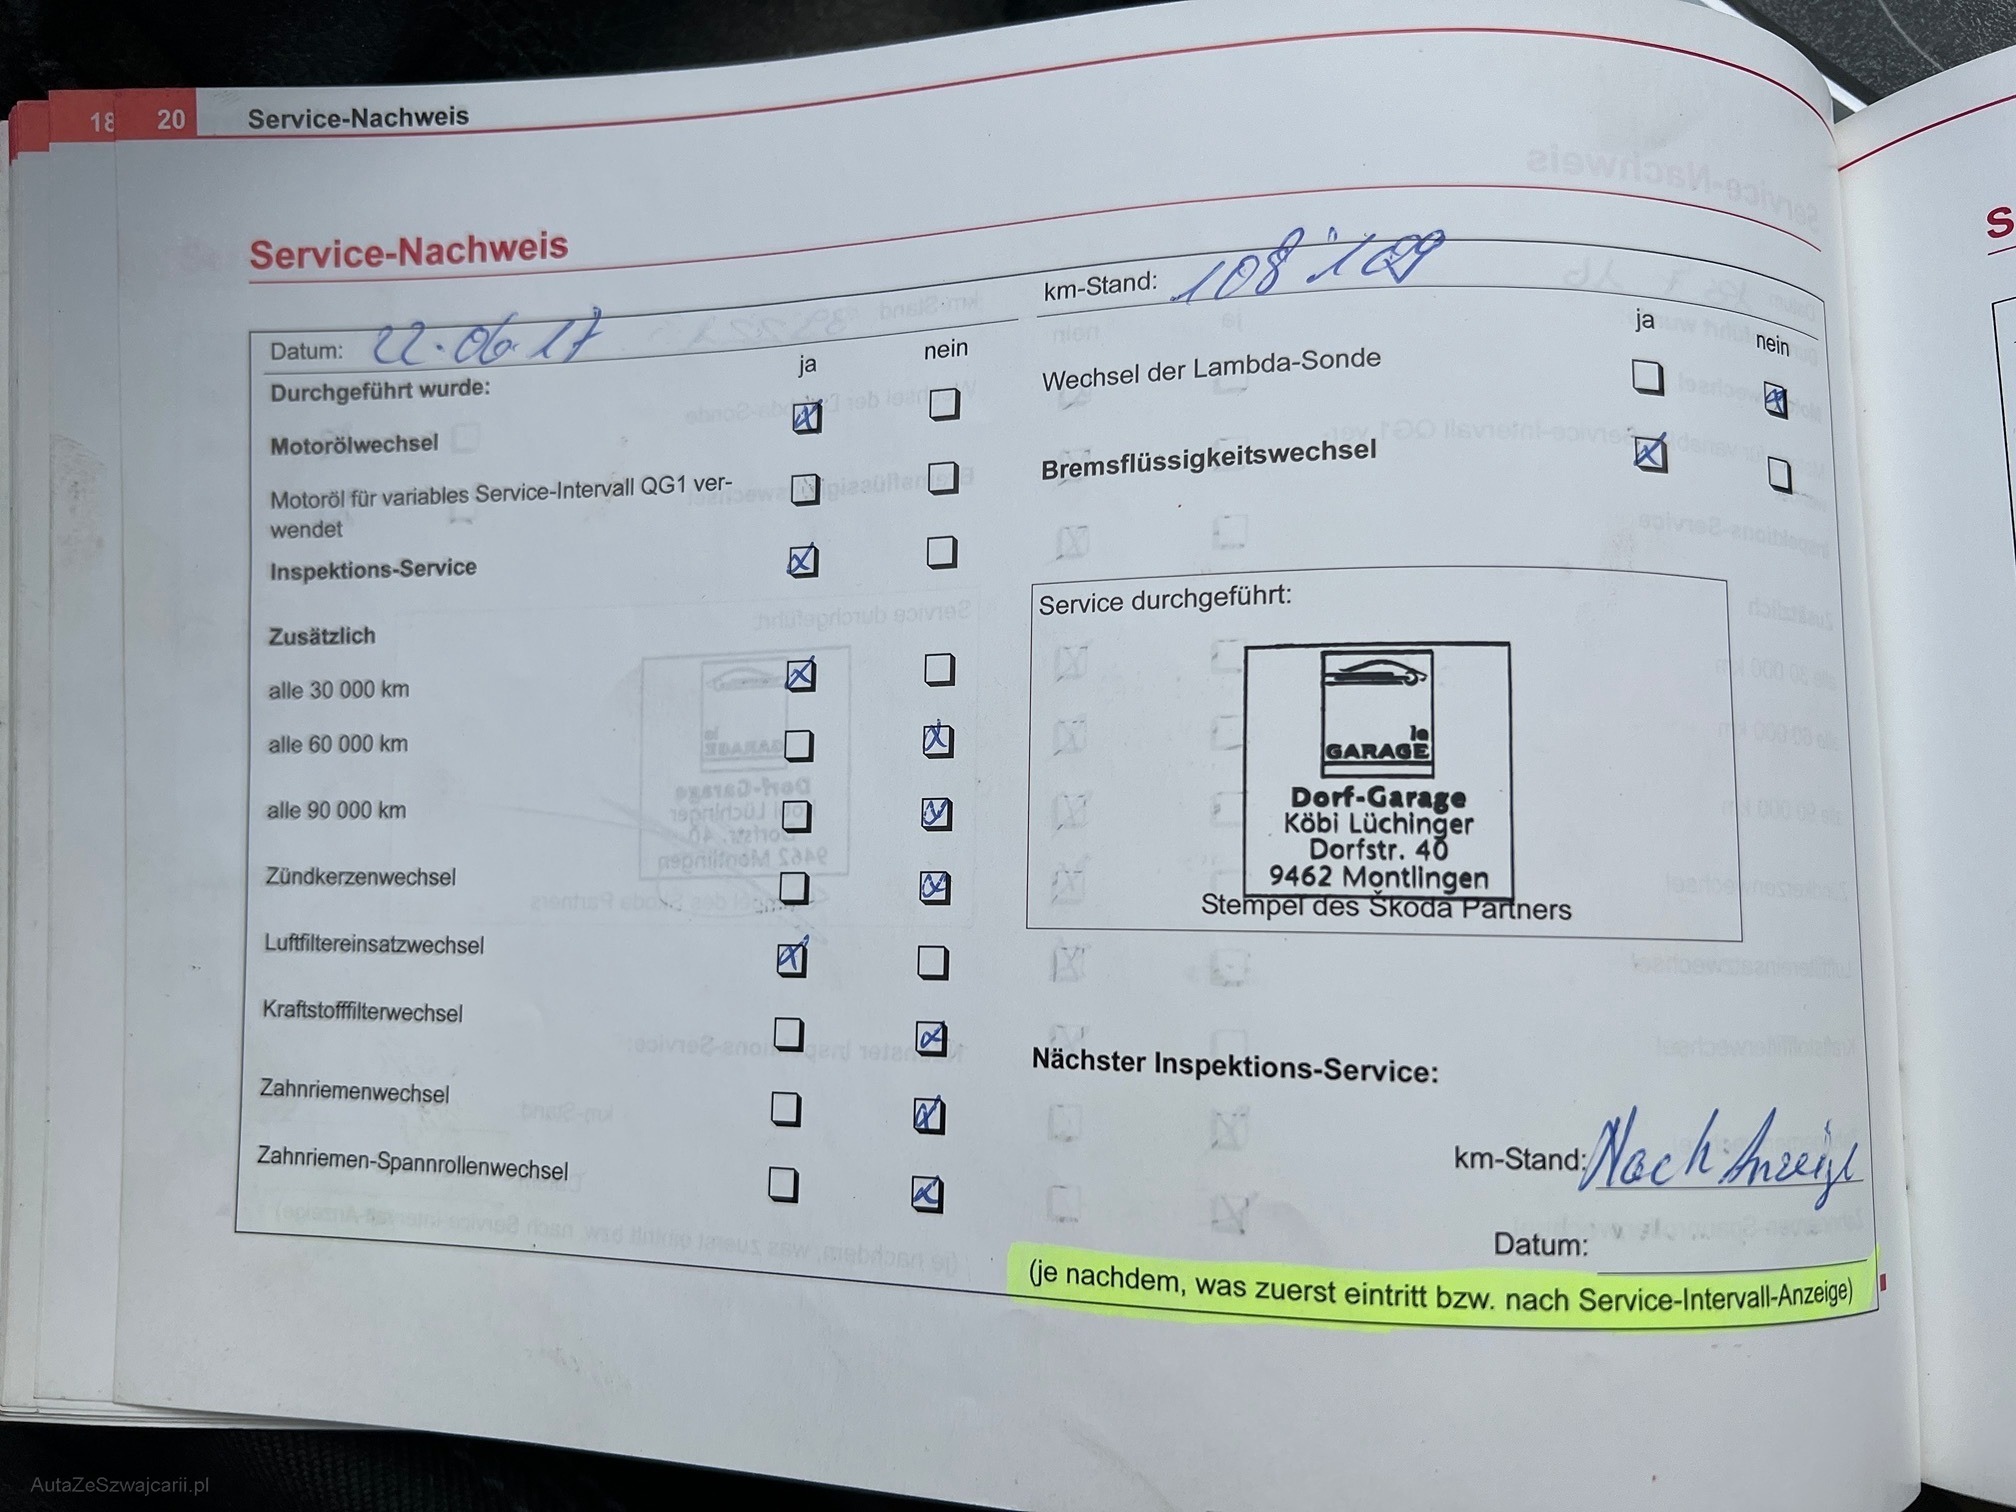 18
20
Service-Nachweis
Service-Nachweis
Datum: 22.06.17
ja
nein
Durchgeführt wurde:
Motorölwechsel
Motoröl für variables Service-Intervall QG1 ver-
wendet
Inspektions-Service
Zusätzlich
alle 30 000 km
alle 60 000 km
alle 90 000 km
Zündkerzenwechsel
Luftfiltereinsatzwechsel
Kraftstofffilterwechsel
Zahnriemenwechsel
Zahnriemen-Spannrollenwechsel
km-Stand: 108'109
ja
nein
Wechsel der Lambda-Sonde
Bremsflüssigkeitswechsel
Service durchgeführt:
le
GARAGE
Dorf-Garage
Köbi Lüchinger
Dorfstr. 40
9462 Montlingen
Stempel des Škoda Partners
Nächster Inspektions-Service:
km-Stand: Nach Anzeige
Datum:
(je nachdem, was zuerst eintritt bzw. nach Service-Intervall-Anzeige)
S
AutaZeSzwajcarii.pl